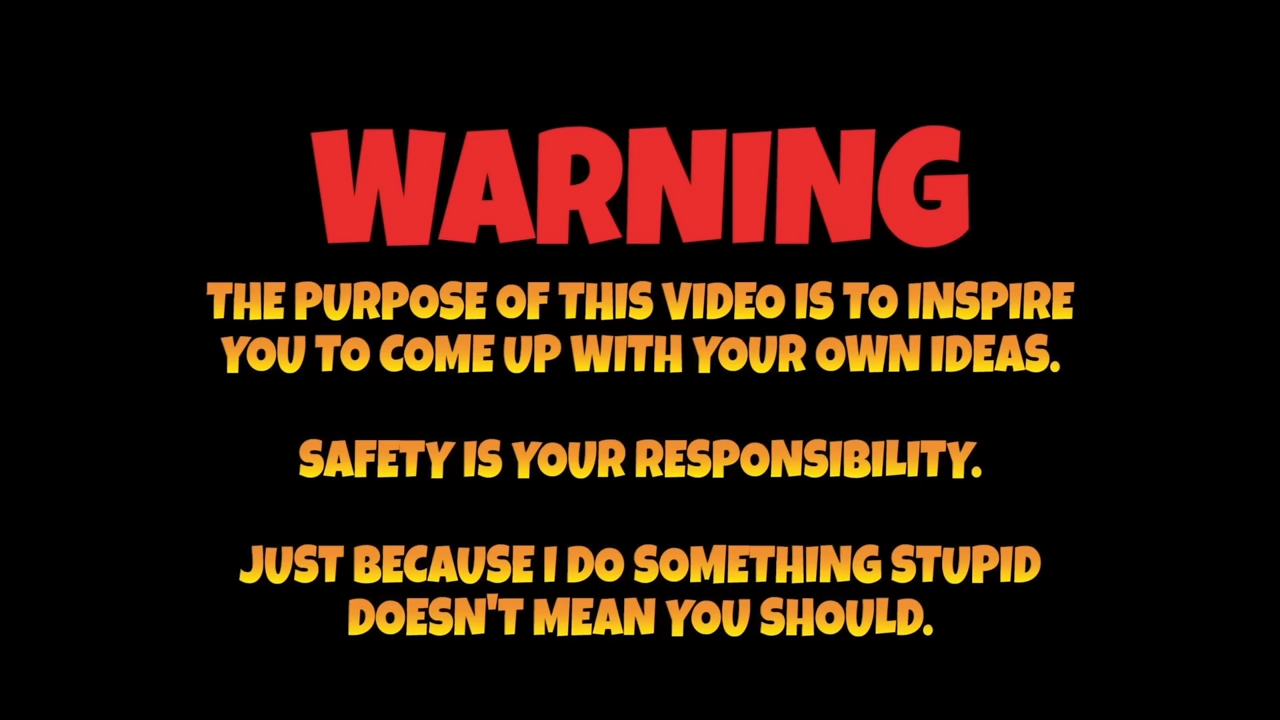 WARNING
THE PURPOSE OF THIS VIDEO IS TO INSPIRE
YOU TO COME UP WITH YOUR OWN IDEAS.
SAFETY IS YOUR RESPONSIBILITY.
JUST BECAUSE I DO SOMETHING STUPID
DOESN'T MEAN YOU SHOULD.